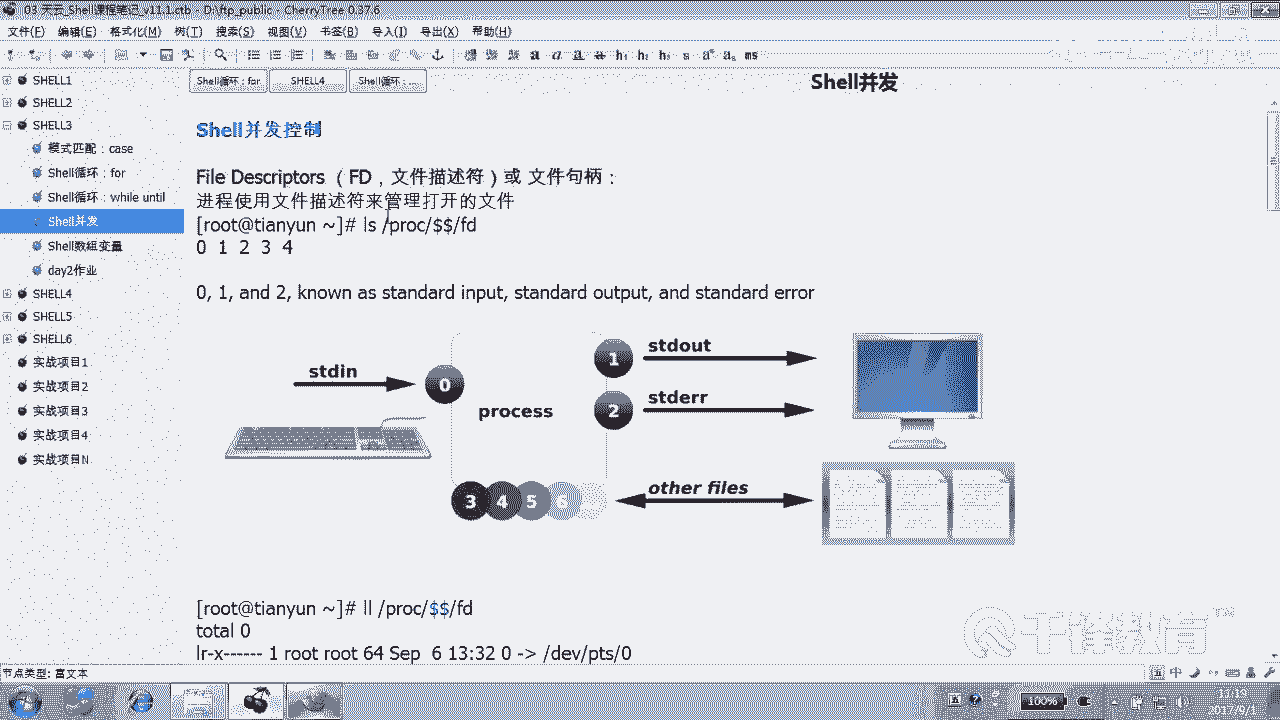 03_天云_Shell课程笔记_v11.1.ctb - D:\ftp_public - CherryTree 0.37.6
文件(F) 编辑(E) 格式化(M) 树(T) 搜索(S) 视图(V) 书签(B) 导入(I) 导出(X) 帮助(H)
SHELL1
SHELL2
SHELL3
模式匹配：case
Shell循环：for
Shell循环：while until
Shell并发
Shell数组变量
day2作业
SHELL4
SHELL5
SHELL6
实战项目1
实战项目2
实战项目3
实战项目4
实战项目N
Shell循环：for SHELL4 Shell循环：...
Shell并发
Shell并发控制
File Descriptors （FD，文件描述符）或 文件句柄：
进程使用文件描述符来管理打开的文件
[root@tianyun ~]# ls /proc/$$/fd
0 1 2 3 4
0, 1, and 2, known as standard input, standard output, and standard error
stdin
0
process
1
stdout
2
stderr
3 4 5 6
other files
[root@tianyun ~]# ll /proc/$$/fd
total 0
lr-x------ 1 root root 64 Sep 6 13:32 0 -> /dev/pts/0
节点类型: 富文本
100%